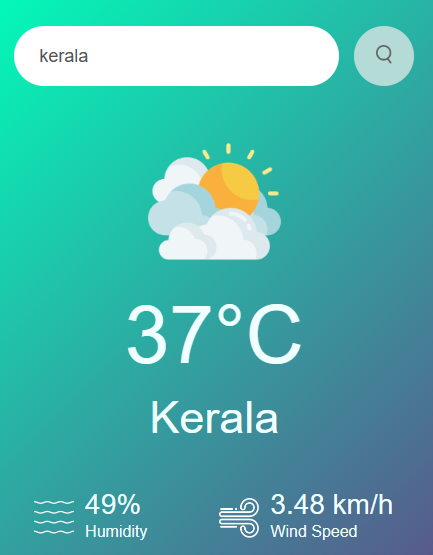 kerala
37°C
Kerala
49%
Humidity
3.48 km/h
Wind Speed